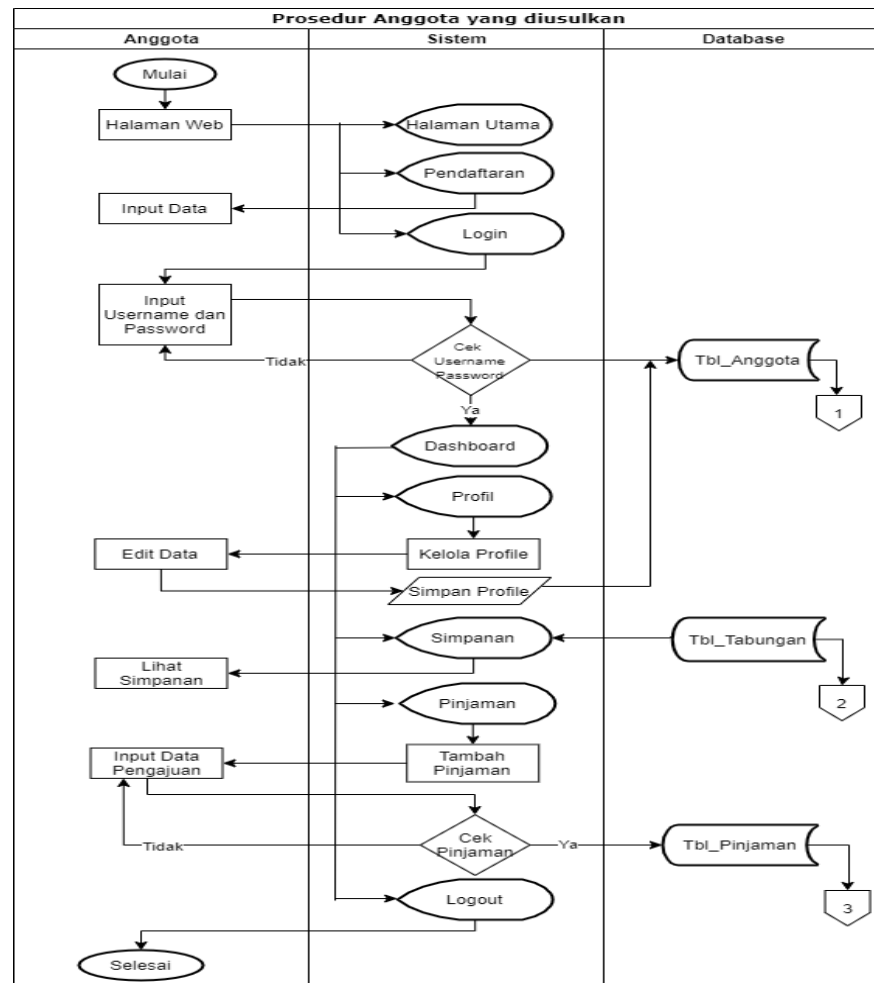 Prosedur Anggota yang diusulkan
Anggota
Sistem
Database
Mulai
Halaman Web
Halaman Utama
Pendaftaran
Input Data
Login
Input
Username dan
Password
Cek
Username
Password
Tidak
Tbl_Anggota
1
Ya
Dashboard
Profil
Edit Data
Kelola Profile
Simpan Profile
Simpanan
Tbl_Tabungan
Lihat
Simpanan
2
Pinjaman
Input Data
Pengajuan
Tambah
Pinjaman
Cek
Pinjaman
Tidak
Ya
Tbl_Pinjaman
3
Logout
Selesai